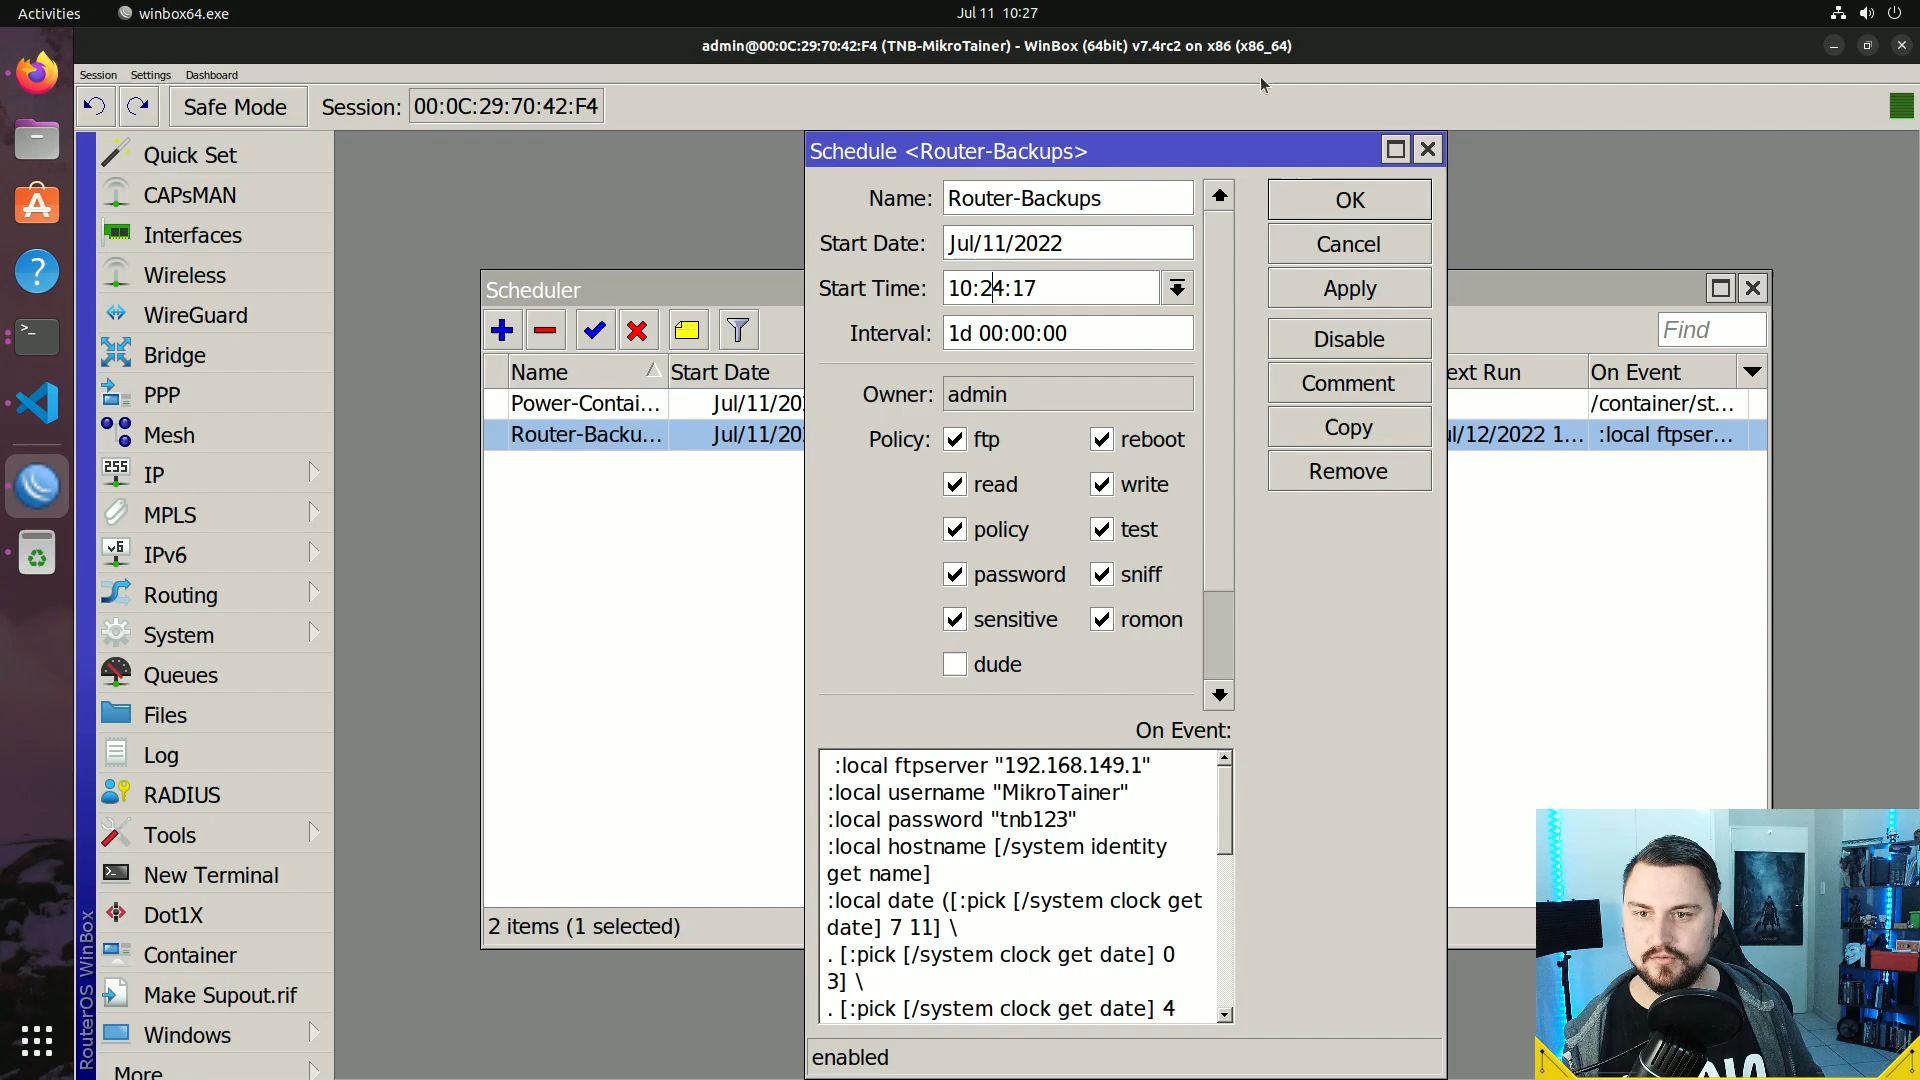 Activities
winbox64.exe
Jul 11 10:27
admin@00:0C:29:70:42:F4 (TNB-MikroTainer) - WinBox (64bit) v7.4rc2 on x86 (x86_64)
Session Settings Dashboard
Safe Mode
Session: 00:0C:29:70:42:F4
Quick Set
CAPsMAN
Interfaces
Wireless
WireGuard
Bridge
PPP
Mesh
255
IP
MPLS
v6
IPv6
Routing
System
Queues
Files
Log
RADIUS
Tools
New Terminal
Dot1X
Container
Make Supout.rif
Windows
More
RouterOS WinBox
Scheduler
Find
Name
Start Date
ext Run
On Event
Power-Contai...
Jul/11/20
/container/st...
Router-Backu...
Jul/11/20
ul/12/2022 1...
:local ftpser...
2 items (1 selected)
Schedule <Router-Backups>
Name: Router-Backups
Start Date: Jul/11/2022
Start Time: 10:24:17
Interval: 1d 00:00:00
Owner: admin
Policy: ftp reboot
read write
policy test
password sniff
sensitive romon
dude
On Event:
:local ftpserver "192.168.149.1"
:local username "MikroTainer"
:local password "tnb123"
:local hostname [/system identity
get name]
:local date ([:pick [/system clock get
date] 7 11] \
. [:pick [/system clock get date] 0
3] \
. [:pick [/system clock get date] 4
enabled
OK
Cancel
Apply
Disable
Comment
Copy
Remove